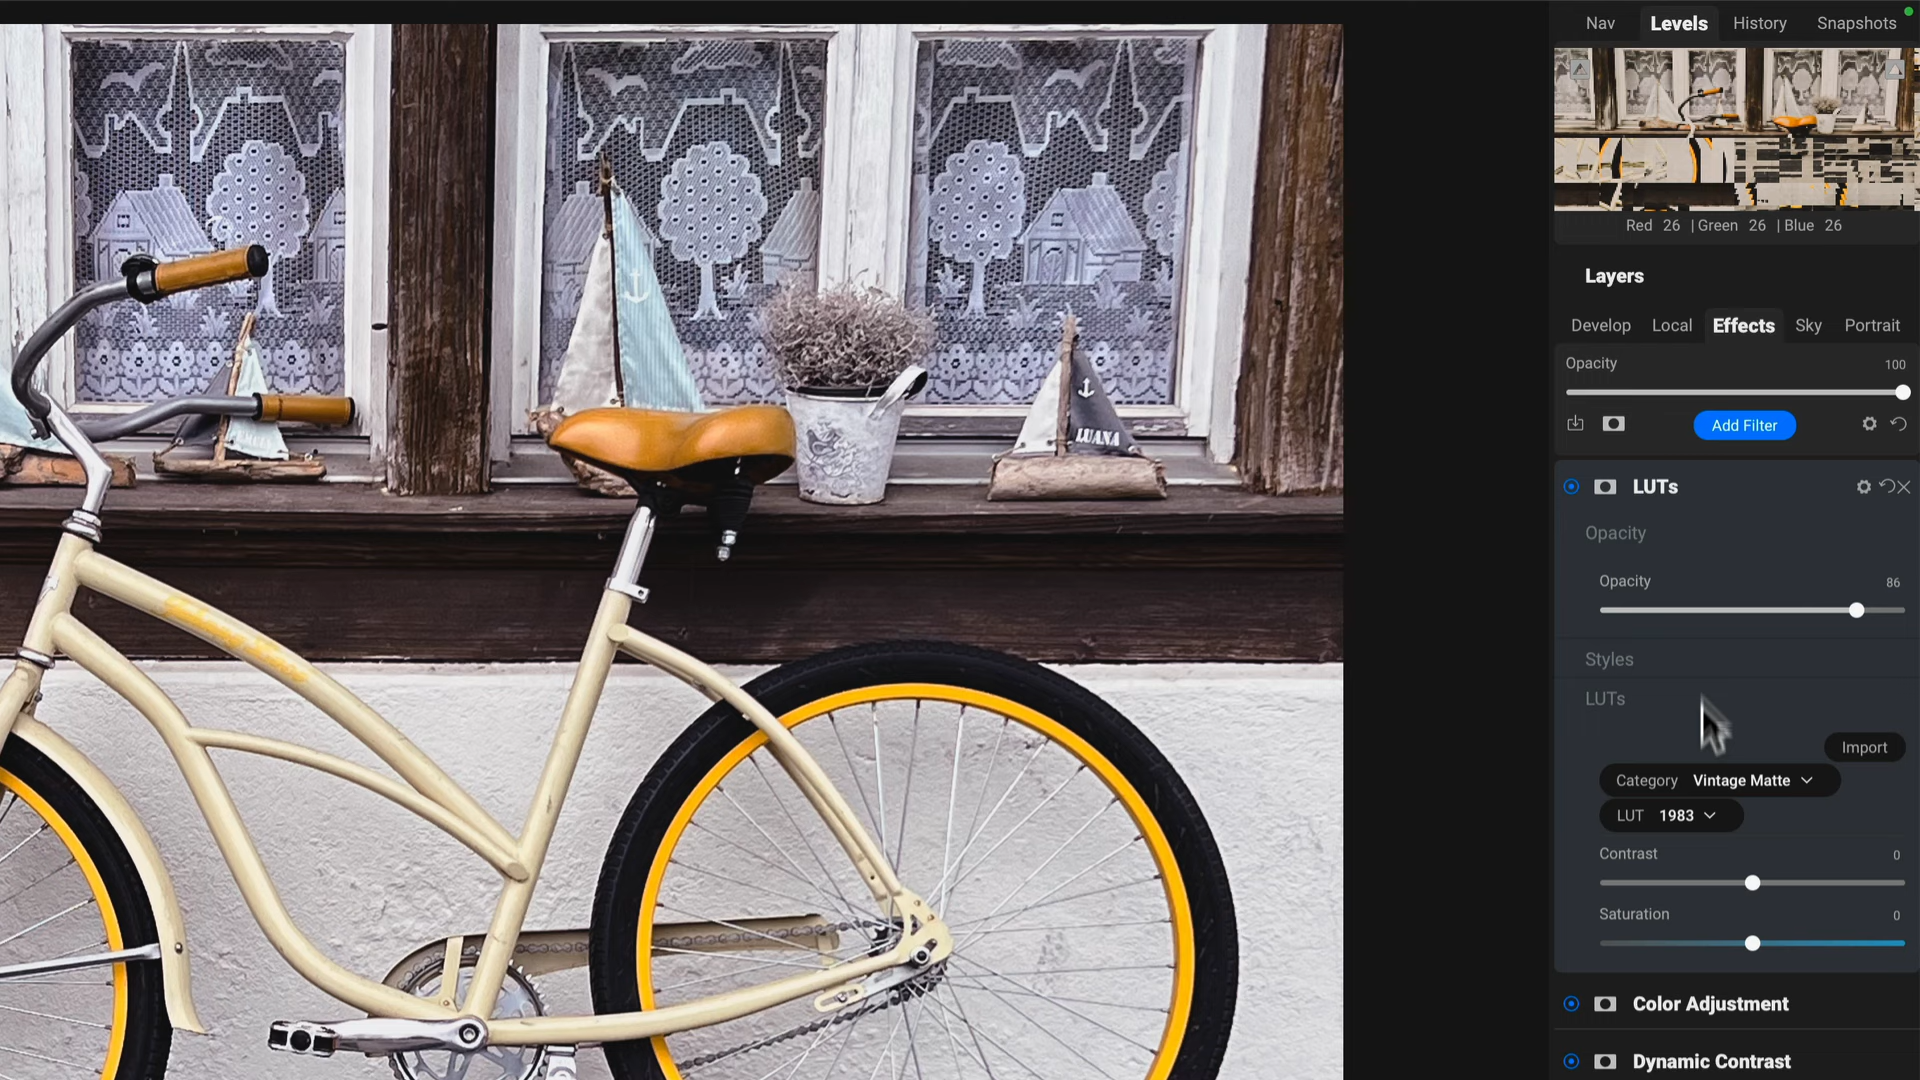 Nav Levels History Snapshots
Red 26 | Green 26 | Blue 26
Layers
Develop Local Effects Sky Portrait
Opacity 100
Add Filter
LUTs
Opacity
Opacity 86
Styles
LUTs
Import
Category Vintage Matte
LUT 1983
Contrast 0
Saturation 0
Color Adjustment
Dynamic Contrast
LUANA